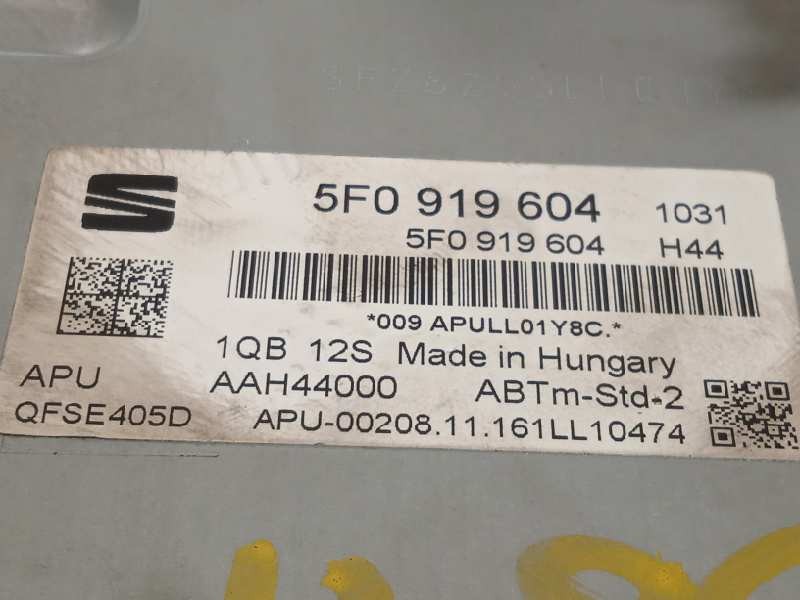 5F0 919 604 1031
5F0 919 604 H44
*009 APULL01Y8C.*
1QB 12S Made in Hungary
APU AAH44000 ABTm-Std-2
QFSE405D APU-00208.11.161LL10474